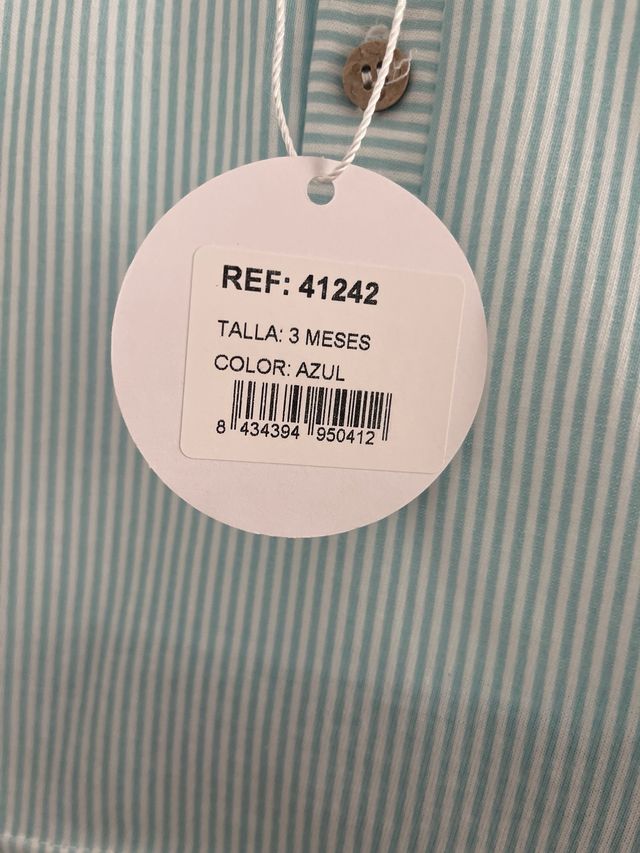 REF: 41242
TALLA: 3 MESES
COLOR: AZUL
8 434394 950412